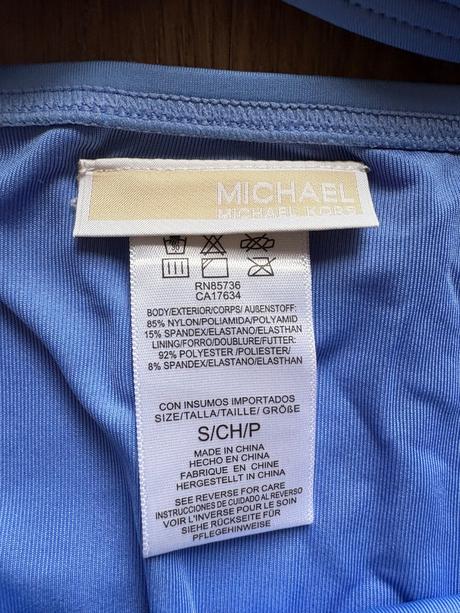 MICHAEL
MICHAEL KORS
RN85736
CA17634
BODY/EXTERIOR/CORPS/ AUßENSTOFF:
85% NYLON/POLIAMIDA/POLYAMID
15% SPANDEX/ELASTANO/ELASTHAN
LINING/FORRO/DOUBLURE/FUTTER:
92% POLYESTER /POLIESTER/
8% SPANDEX/ELASTANO/ELASTHAN
CON INSUMOS IMPORTADOS
SIZE/TALLA/TAILLE/ GRÖßE
S/CH/P
MADE IN CHINA
HECHO EN CHINA
FABRIQUE EN CHINE
HERGESTELLT IN CHINA
SEE REVERSE FOR CARE
INSTRUCCIONES DE CUIDADO AL REVERSO
VOIR L'INVERSE POUR LE SOIN
SIEHE RÜCKSEITE FÜR
PFLEGEHINWEISE